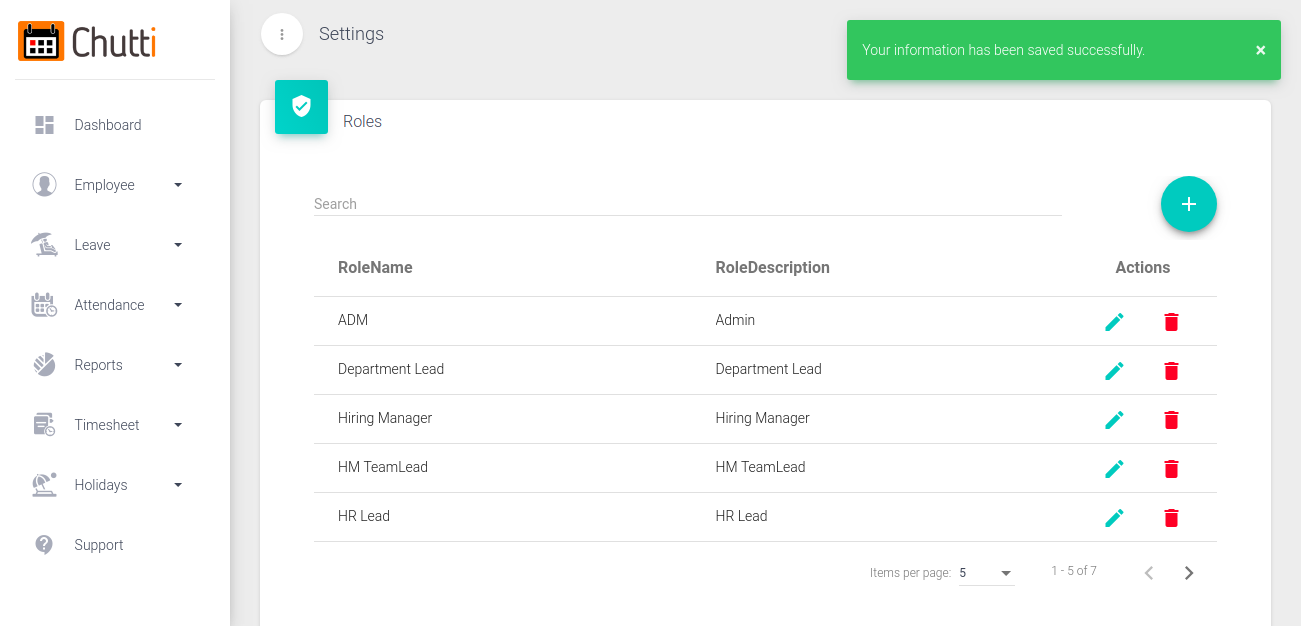 Chutti
Settings
Your information has been saved successfully. ×
Roles
Dashboard
Employee
Leave
Attendance
Reports
Timesheet
Holidays
Support
Search
+
RoleName RoleDescription Actions
ADM Admin
Department Lead Department Lead
Hiring Manager Hiring Manager
HM TeamLead HM TeamLead
HR Lead HR Lead
Items per page: 5 1 - 5 of 7